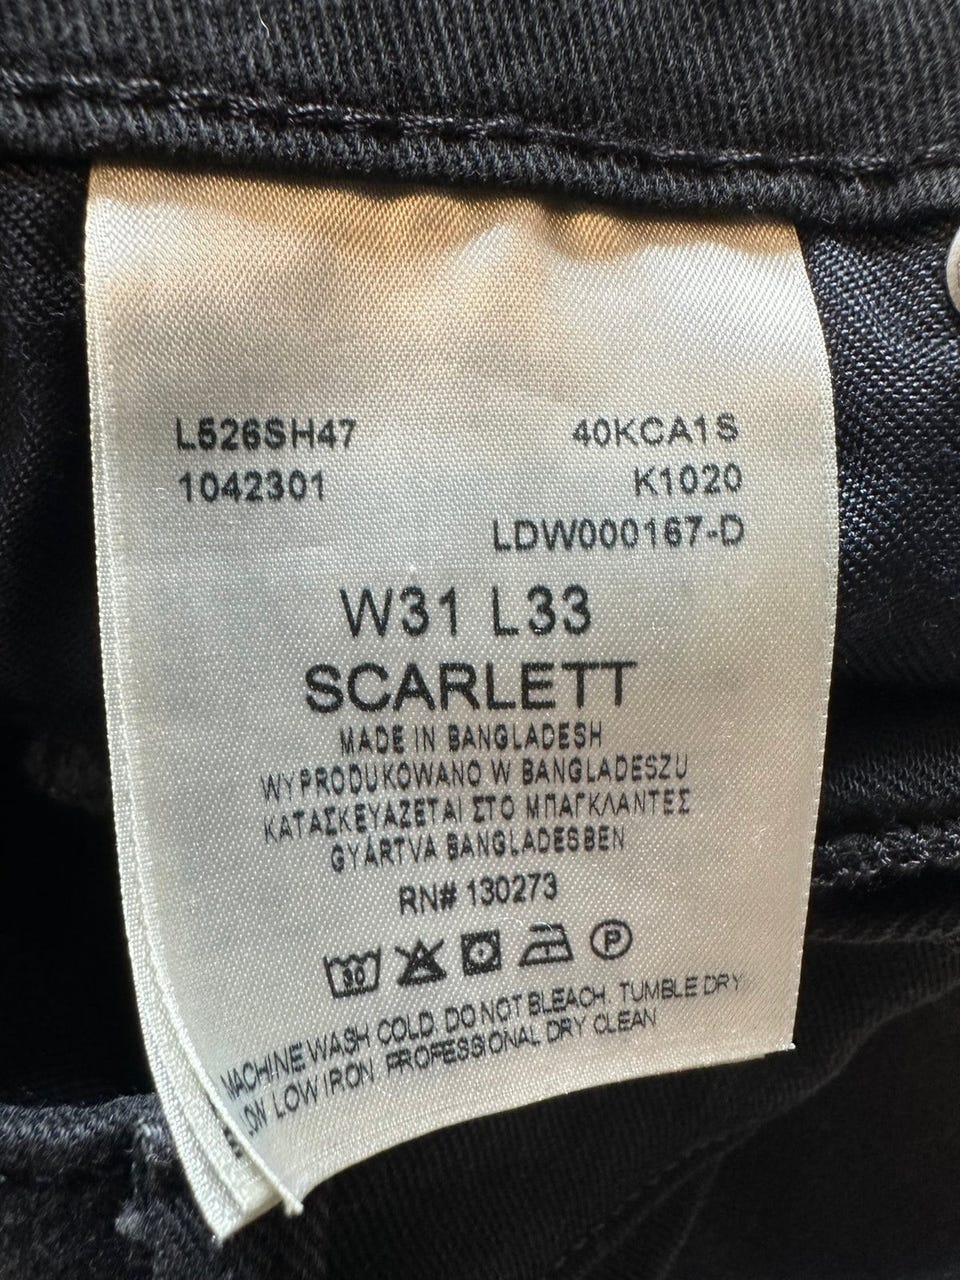 L526SH47 40KCA1S
1042301 K1020
LDW000167-D
W31 L33
SCARLETT
MADE IN BANGLADESH
WYPRODUKOWANO W BANGLADESZU
ΚΑΤΑΣΚΕΥΑΖΕΤΑΙ ΣΤΟ ΜΠΑΓΚΛΑΝΤΕΣ
GYÁRTVA BANGLADESBEN
RN# 130273
30 P
MACHINE WASH COLD. DO NOT BLEACH. TUMBLE DRY
LOW LOW IRON. PROFESSIONAL DRY CLEAN